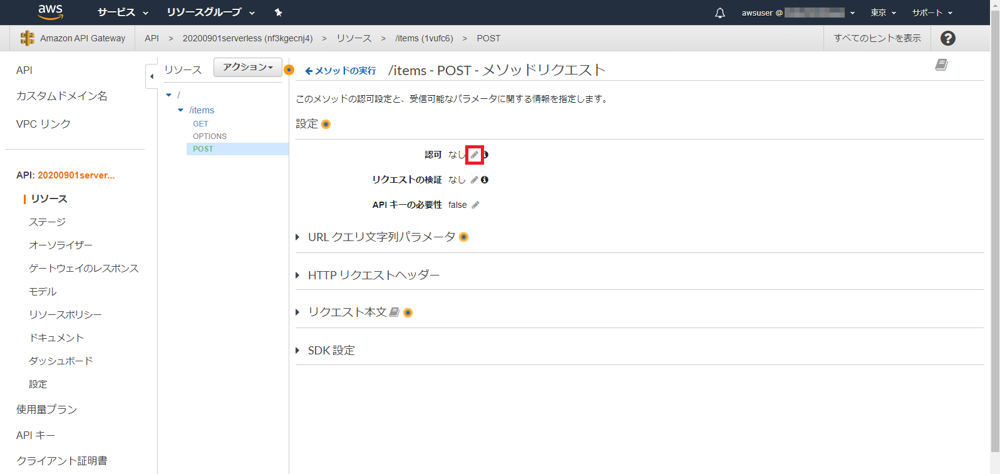 aws サービス リソースグループ awsuser @ 東京 サポート
Amazon API Gateway API > 20200901serverless (nf3kgecnj4) > リソース > /items (1vufc6) > POST すべてのヒントを表示 ?
API
カスタムドメイン名
VPC リンク
API: 20200901server...
リソース
ステージ
オーソライザー
ゲートウェイのレスポンス
モデル
リソースポリシー
ドキュメント
ダッシュボード
設定
使用量プラン
API キー
クライアント証明書
リソース アクション
/
/items
GET
OPTIONS
POST
メソッドの実行 /items - POST - メソッドリクエスト
このメソッドの認可設定と、受信可能なパラメータに関する情報を指定します。
設定
認可 なし
リクエストの検証 なし
API キーの必要性 false
URL クエリ文字列パラメータ
HTTP リクエストヘッダー
リクエスト本文
SDK 設定